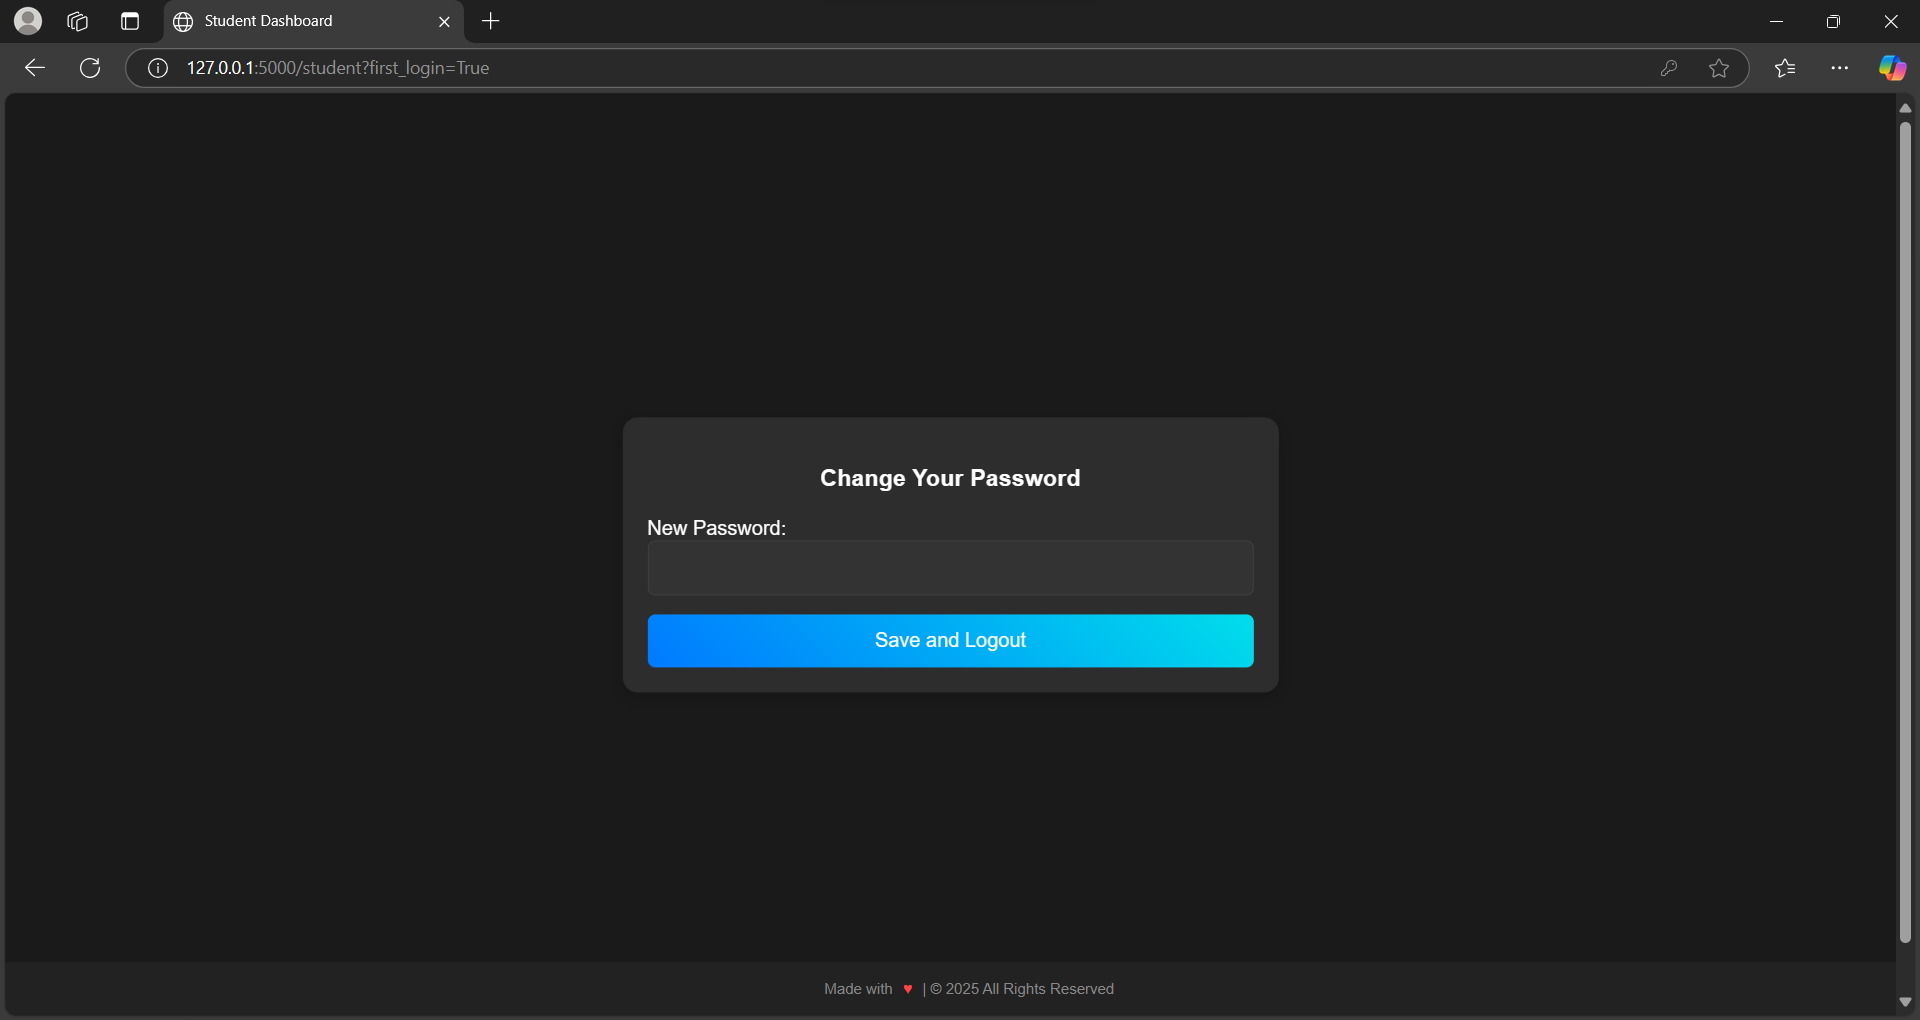 Student Dashboard
127.0.0.1:5000/student?first_login=True
Change Your Password
New Password:
Save and Logout
Made with ♥ | © 2025 All Rights Reserved